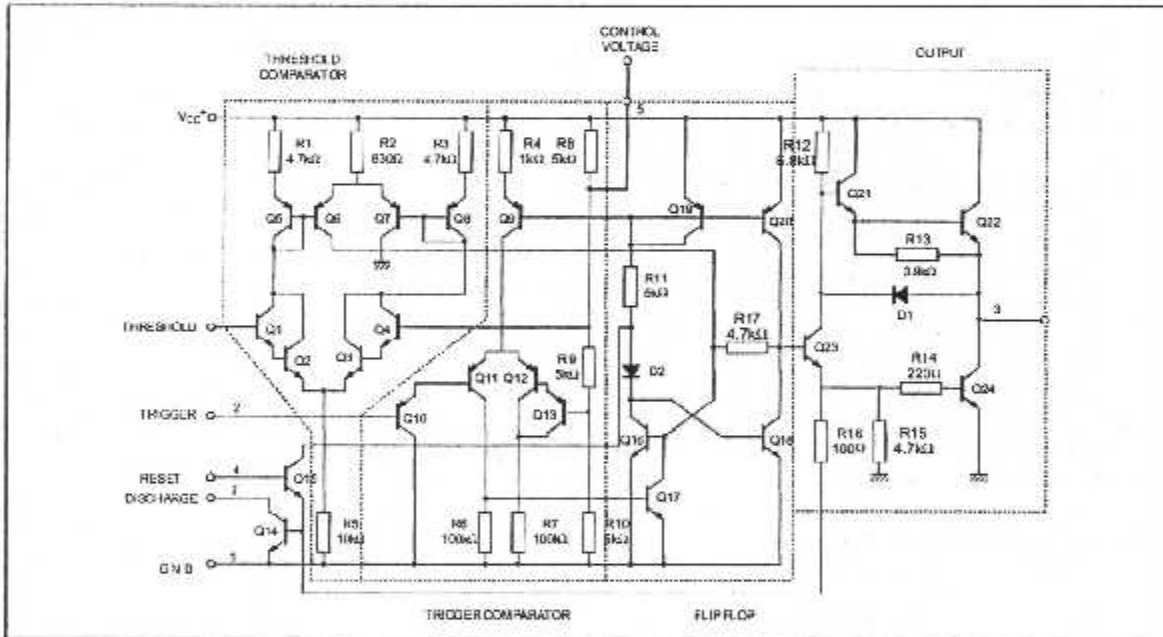 CONTROL
VOLTAGE
OUTPUT
THRESHOLD
COMPARATOR
5
VCC+
R1
4.7kΩ
R2
830Ω
R3
4.7kΩ
R4
1kΩ
R8
5kΩ
R12
6.8kΩ
Q5
Q6
Q7
Q8
Q9
Q19
Q20
Q21
Q22
R13
3.9kΩ
R11
5kΩ
D1
3
THRESHOLD
Q1
Q2
Q3
Q4
R9
5kΩ
R17
4.7kΩ
Q23
D2
R14
220Ω
Q24
Q11
Q12
Q13
TRIGGER
2
Q10
Q18
R16
100Ω
R15
4.7kΩ
RESET
4
Q15
DISCHARGE
Q17
Q14
R5
10kΩ
R6
100kΩ
R7
100kΩ
R10
5kΩ
GND
TRIGGER COMPARATOR
FLIP FLOP